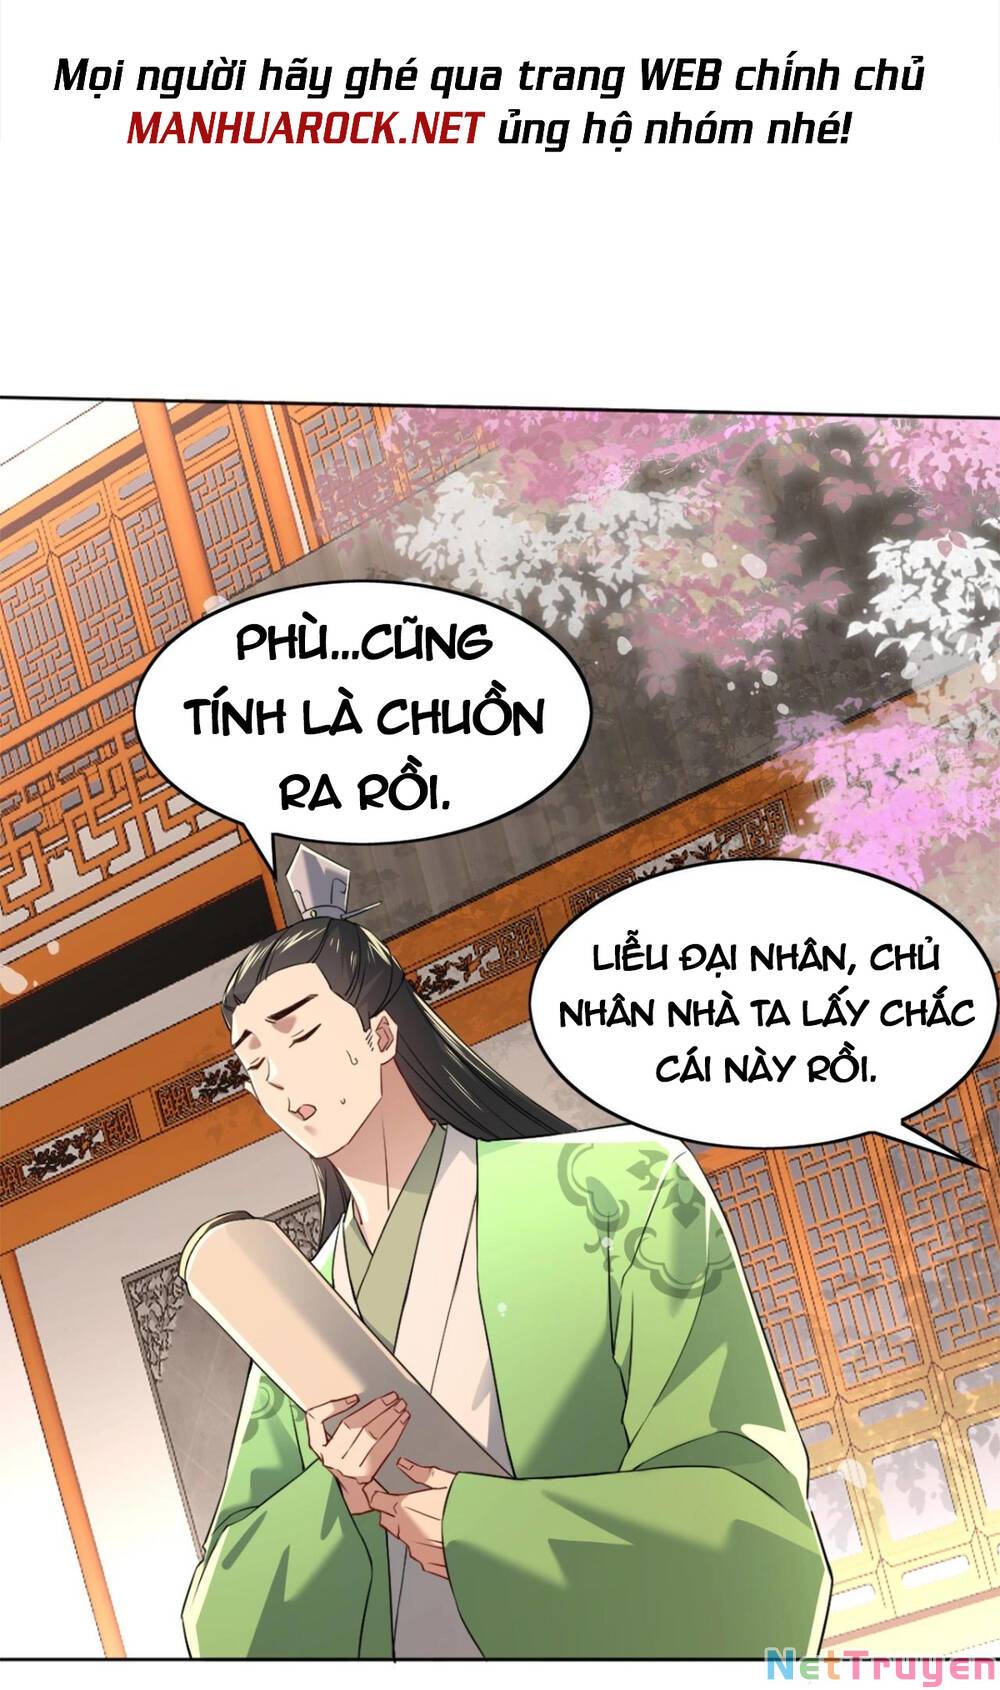 Mọi người hãy ghé qua trang WEB chính chủ
MANHUAROCK.NET ủng hộ nhóm nhé!
PHÙ...CŨNG
TÍNH LÀ CHUỒN
RA RỒI.
LIỄU ĐẠI NHÂN, CHỦ
NHÂN NHÀ TA LẤY CHẮC
CÁI NÀY RỒI.
NetTruyen